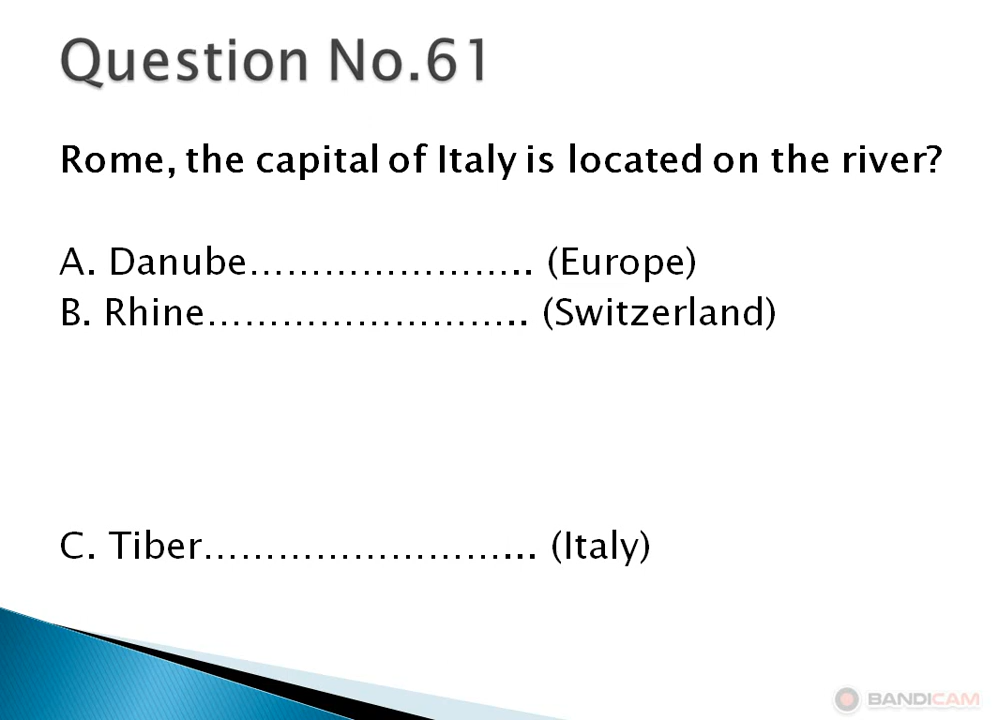 Question No.61
Rome, the capital of Italy is located on the river?
A. Danube…………………….. (Europe)
B. Rhine…………………….. (Switzerland)
C. Tiber……………………... (Italy)
BANDICAM